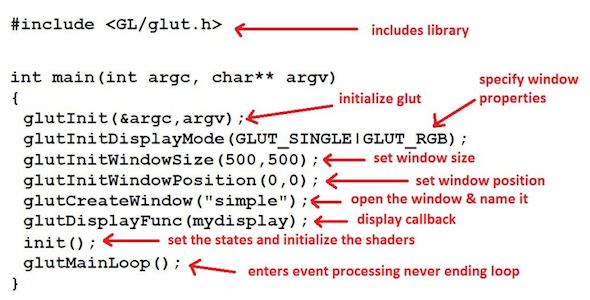 #include <GL/glut.h>
includes library
int main(int argc, char** argv)
specify window
properties
{
glutInit(&argc,argv);
initialize glut
glutInitDisplayMode(GLUT_SINGLE|GLUT_RGB);
glutInitWindowSize(500,500);
set window size
glutInitWindowPosition(0,0);
set window position
glutCreateWindow("simple");
open the window & name it
glutDisplayFunc(mydisplay);
display callback
init();
set the states and initialize the shaders
glutMainLoop();
enters event processing never ending loop
}